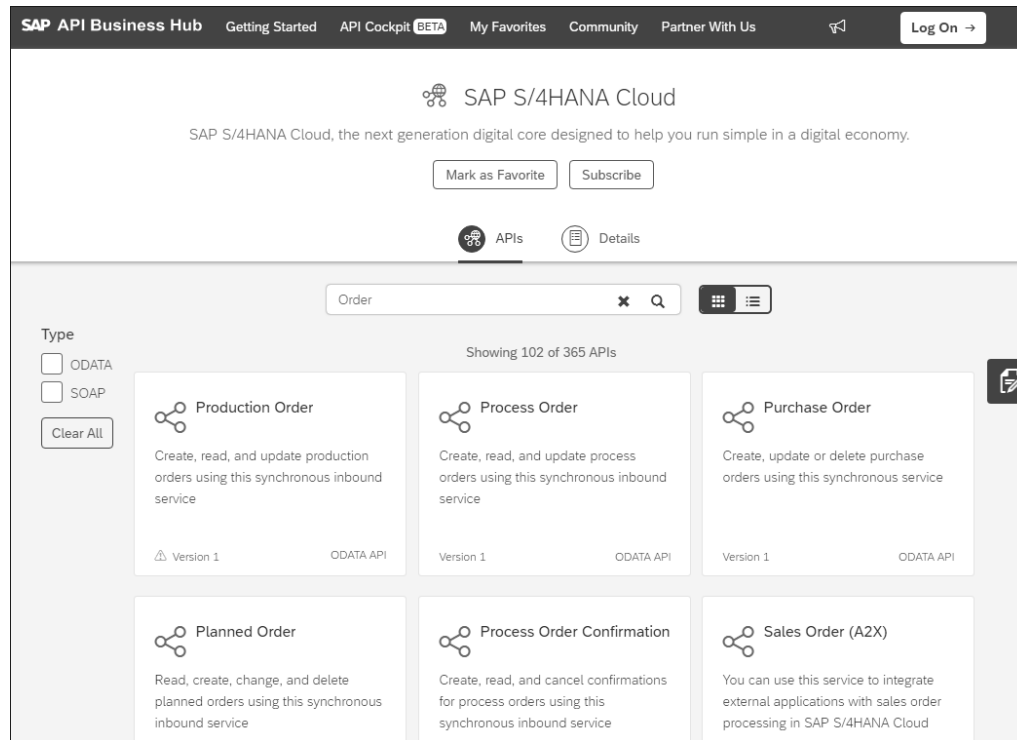 SAP API Business Hub Getting Started API Cockpit BETA My Favorites Community Partner With Us Log On →
SAP S/4HANA Cloud
SAP S/4HANA Cloud, the next generation digital core designed to help you run simple in a digital economy.
Mark as Favorite Subscribe
APIs Details
Order
Type
ODATA
SOAP
Clear All
Showing 102 of 365 APIs
Production Order
Create, read, and update production
orders using this synchronous inbound
service
Version 1 ODATA API
Process Order
Create, read, and update process
orders using this synchronous inbound
service
Version 1 ODATA API
Purchase Order
Create, update or delete purchase
orders using this synchronous service
Version 1 ODATA API
Planned Order
Read, create, change, and delete
planned orders using this synchronous
inbound service
Process Order Confirmation
Create, read, and cancel confirmations
for process orders using this
synchronous inbound service
Sales Order (A2X)
You can use this service to integrate
external applications with sales order
processing in SAP S/4HANA Cloud